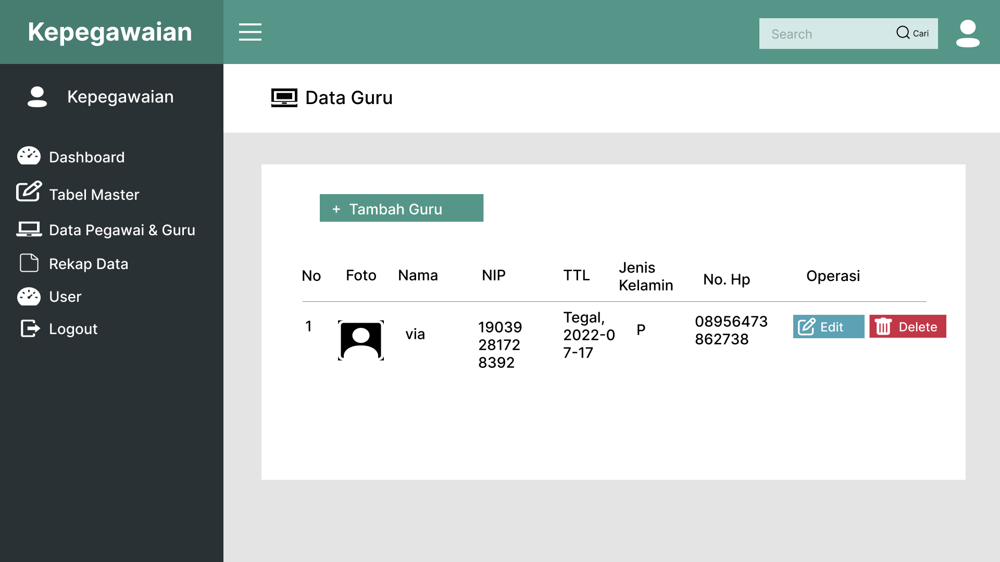 Kepegawaian
Search
Cari
Kepegawaian
Data Guru
Dashboard
Tabel Master
Data Pegawai & Guru
Rekap Data
User
Logout
+ Tambah Guru
No
Foto
Nama
NIP
TTL
Jenis
Kelamin
No. Hp
Operasi
1
via
19039
28172
8392
Tegal,
2022-0
7-17
P
08956473
862738
Edit
Delete